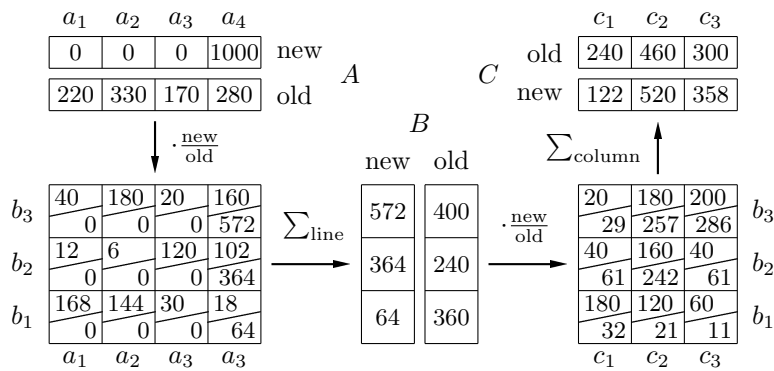 a₁ a₂ a₃ a₄ c₁ c₂ c₃
0 0 0 1000 new old 240 460 300
A C
220 330 170 280 old new 122 520 358
B
· new/old ∑column
new old
40 180 20 160 20 180 200
b₃ 572 400 b₃
0 0 0 572 29 257 286
∑line · new/old
12 6 120 102 40 160 40
b₂ 364 240 b₂
0 0 0 364 61 242 61
168 144 30 18 180 120 60
b₁ 64 360 b₁
0 0 0 64 32 21 11
a₁ a₂ a₃ a₃ c₁ c₂ c₃